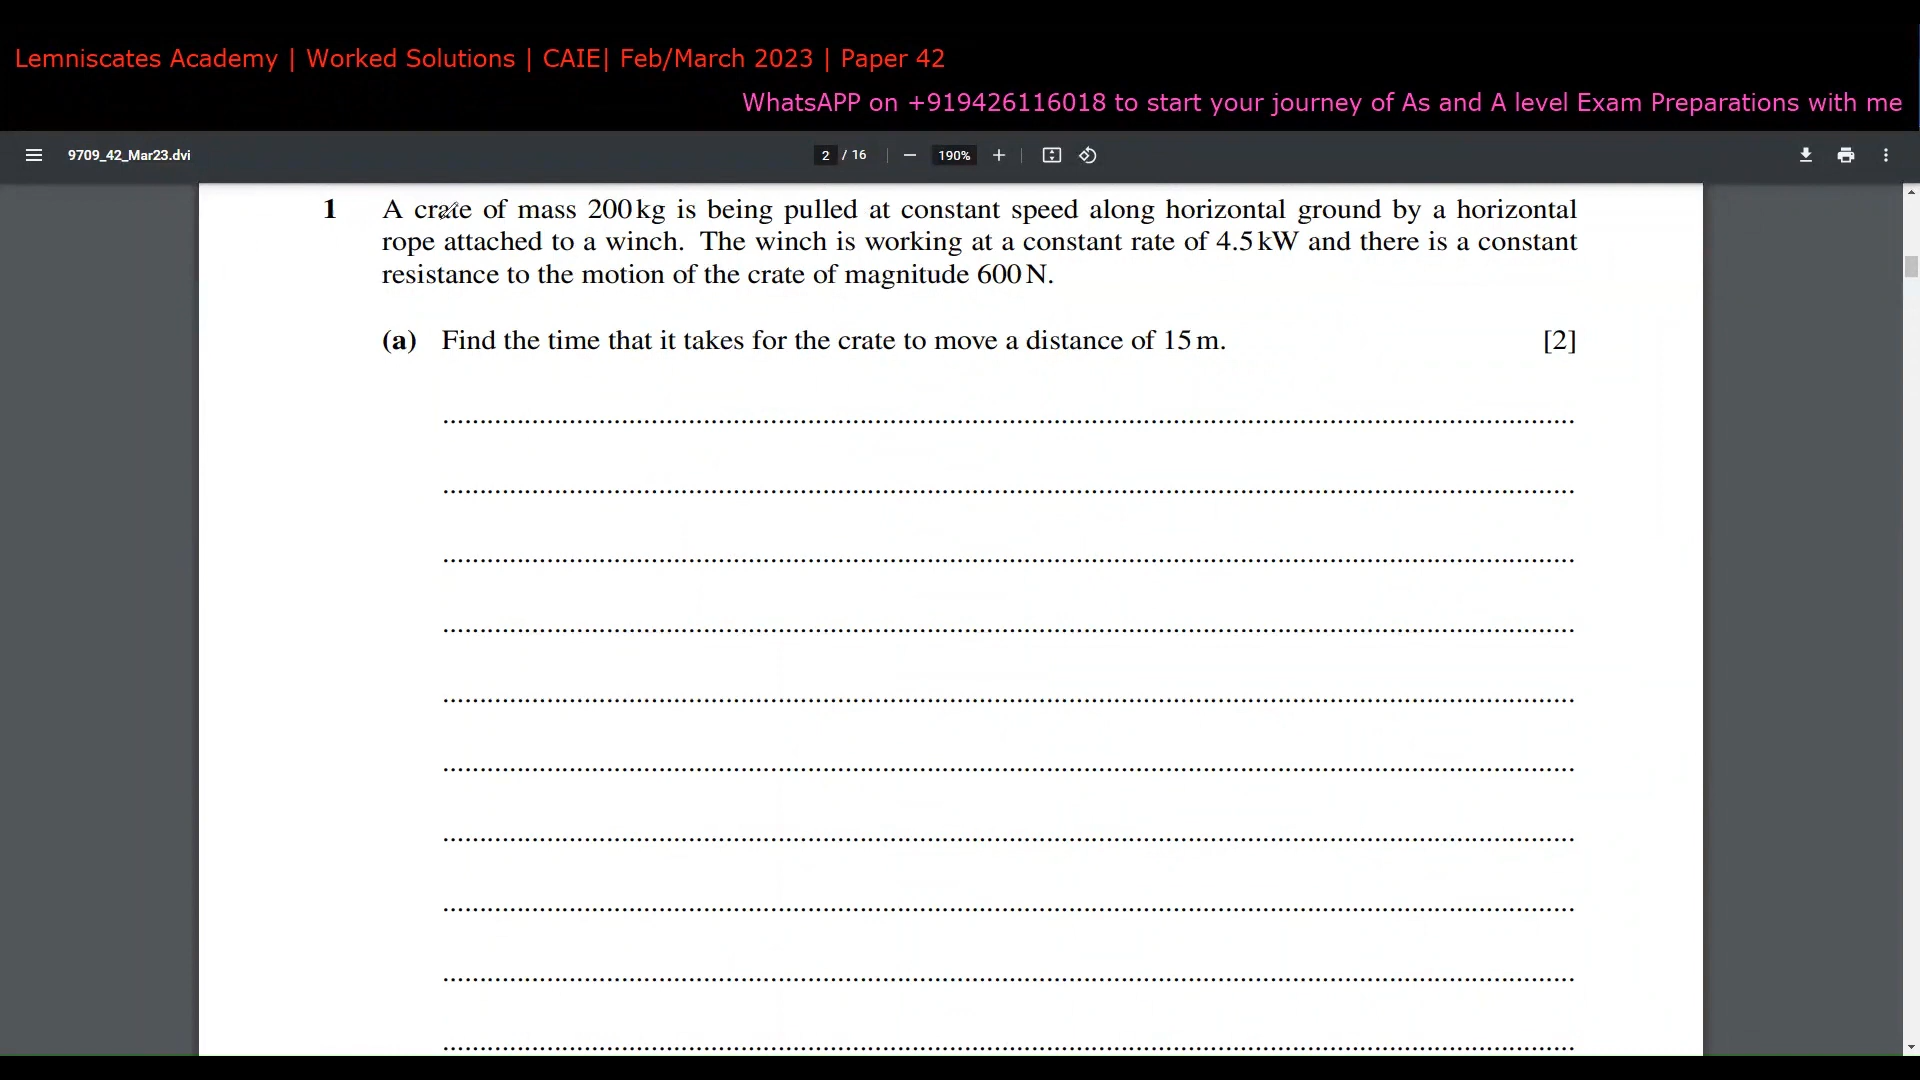 Lemniscates Academy | Worked Solutions | CAIE| Feb/March 2023 | Paper 42
WhatsAPP on +919426116018 to start your journey of As and A level Exam Preparations with me
9709_42_Mar23.dvi
2 / 16
190%
1 A crate of mass 200 kg is being pulled at constant speed along horizontal ground by a horizontal
rope attached to a winch. The winch is working at a constant rate of 4.5 kW and there is a constant
resistance to the motion of the crate of magnitude 600 N.
(a) Find the time that it takes for the crate to move a distance of 15 m. [2]